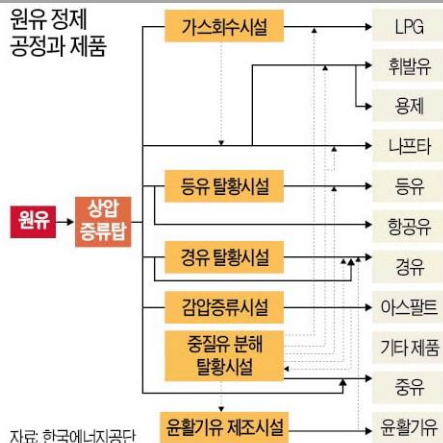 원유 정제
공정과 제품
가스회수시설
LPG
휘발유
용제
나프타
원유
상압
증류탑
등유 탈황시설
등유
항공유
경유 탈황시설
경유
감압증류시설
아스팔트
중질유 분해
탈황시설
기타 제품
중유
윤활기유 제조시설
윤활기유
자료: 한국에너지공단